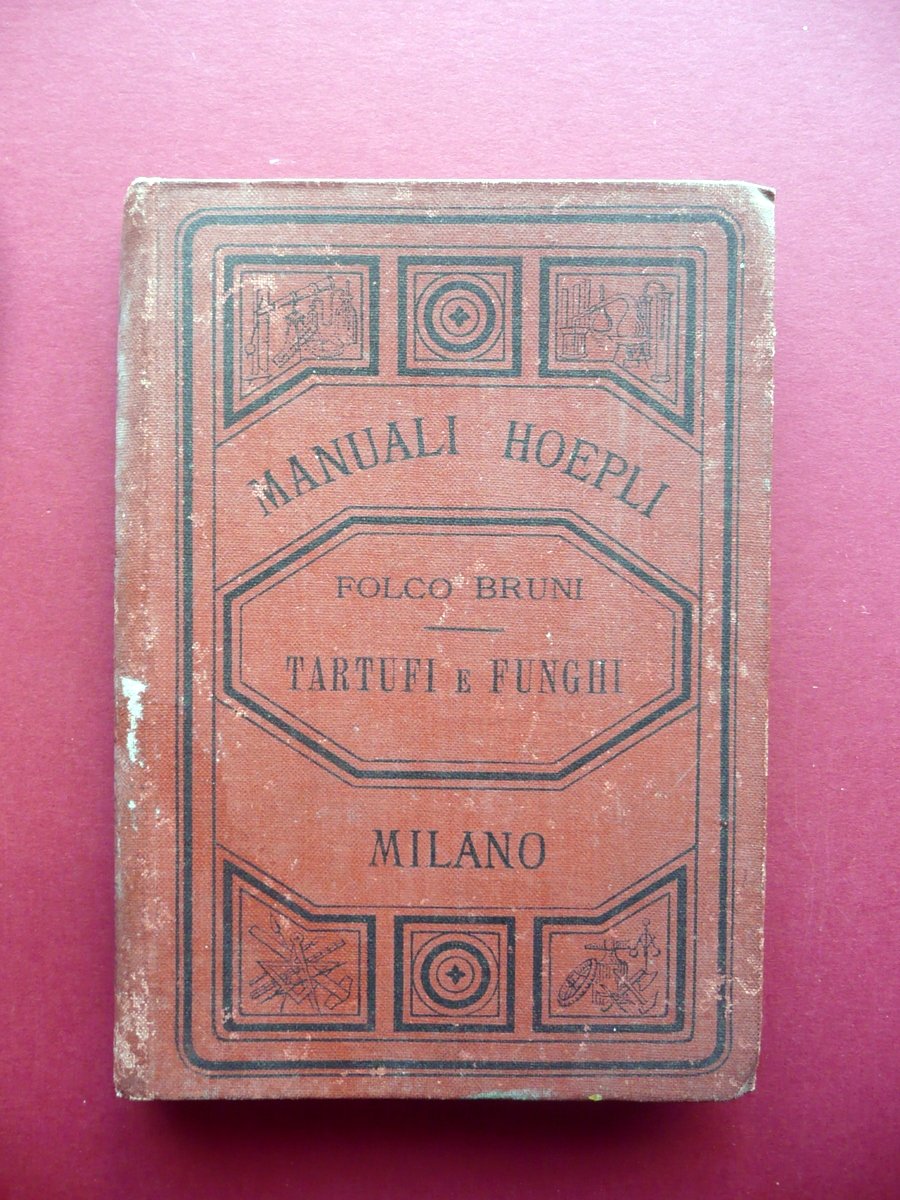 MANUALI HOEPLI
FOLCO BRUNI
TARTUFI E FUNGHI
MILANO